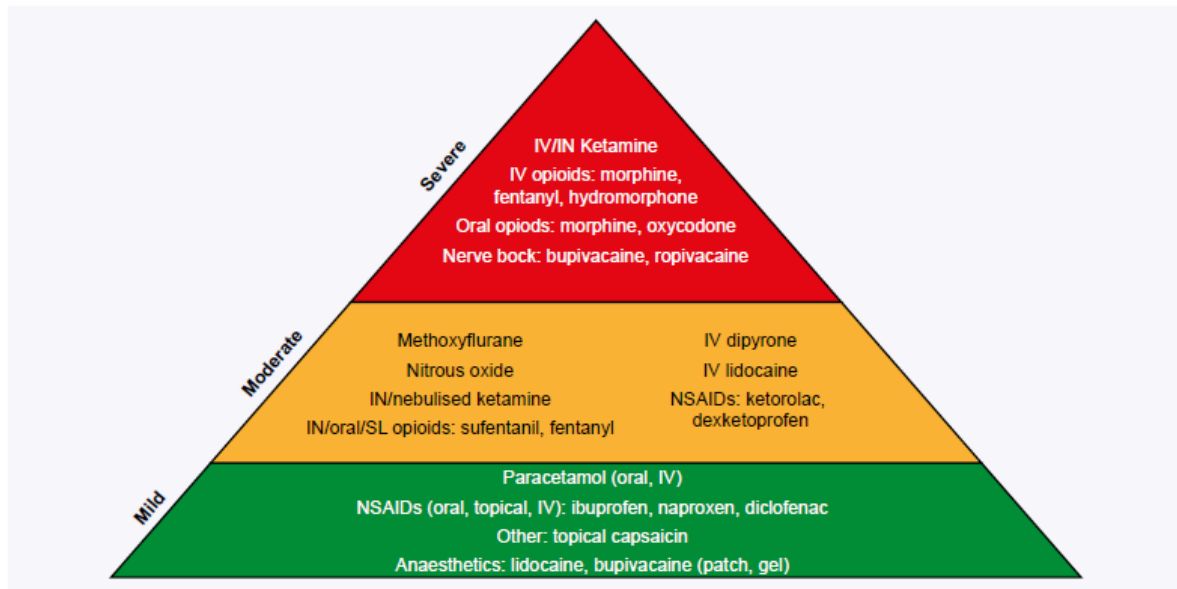 Severe
IV/IN Ketamine
IV opioids: morphine,
fentanyl, hydromorphone
Oral opiods: morphine, oxycodone
Nerve bock: bupivacaine, ropivacaine
Moderate
Methoxyflurane
Nitrous oxide
IN/nebulised ketamine
IN/oral/SL opioids: sufentanil, fentanyl
IV dipyrone
IV lidocaine
NSAIDs: ketorolac,
dexketoprofen
Mild
Paracetamol (oral, IV)
NSAIDs (oral, topical, IV): ibuprofen, naproxen, diclofenac
Other: topical capsaicin
Anaesthetics: lidocaine, bupivacaine (patch, gel)